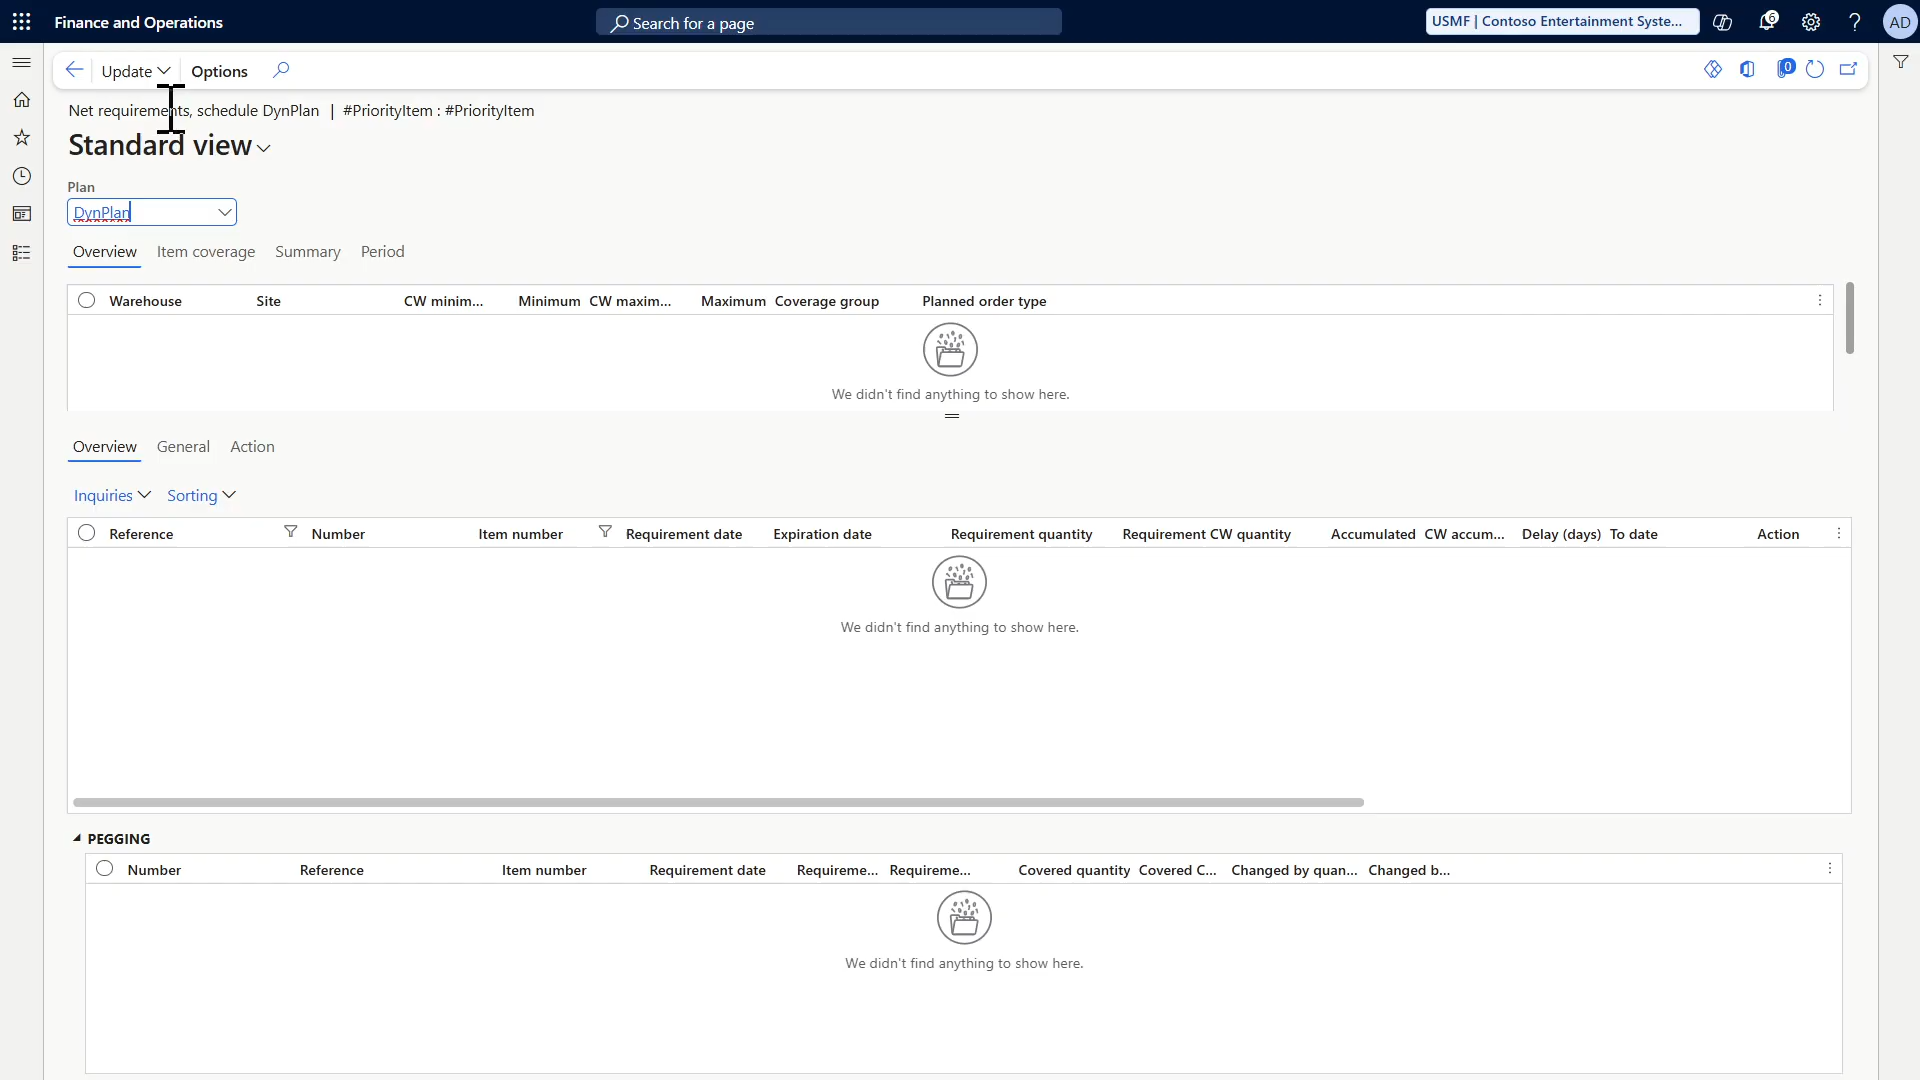 Finance and Operations
Search for a page
USMF | Contoso Entertainment Syste...
6
AD
Update
Options
0
Net requirements, schedule DynPlan | #PriorityItem : #PriorityItem
Standard view
Plan
DynPlan
Overview Item coverage Summary Period
Warehouse Site CW minim... Minimum CW maxim... Maximum Coverage group Planned order type
We didn't find anything to show here.
Overview General Action
Inquiries Sorting
Reference Number Item number Requirement date Expiration date Requirement quantity Requirement CW quantity Accumulated CW accum... Delay (days) To date Action
We didn't find anything to show here.
PEGGING
Number Reference Item number Requirement date Requireme... Requireme... Covered quantity Covered C... Changed by quan... Changed b...
We didn't find anything to show here.